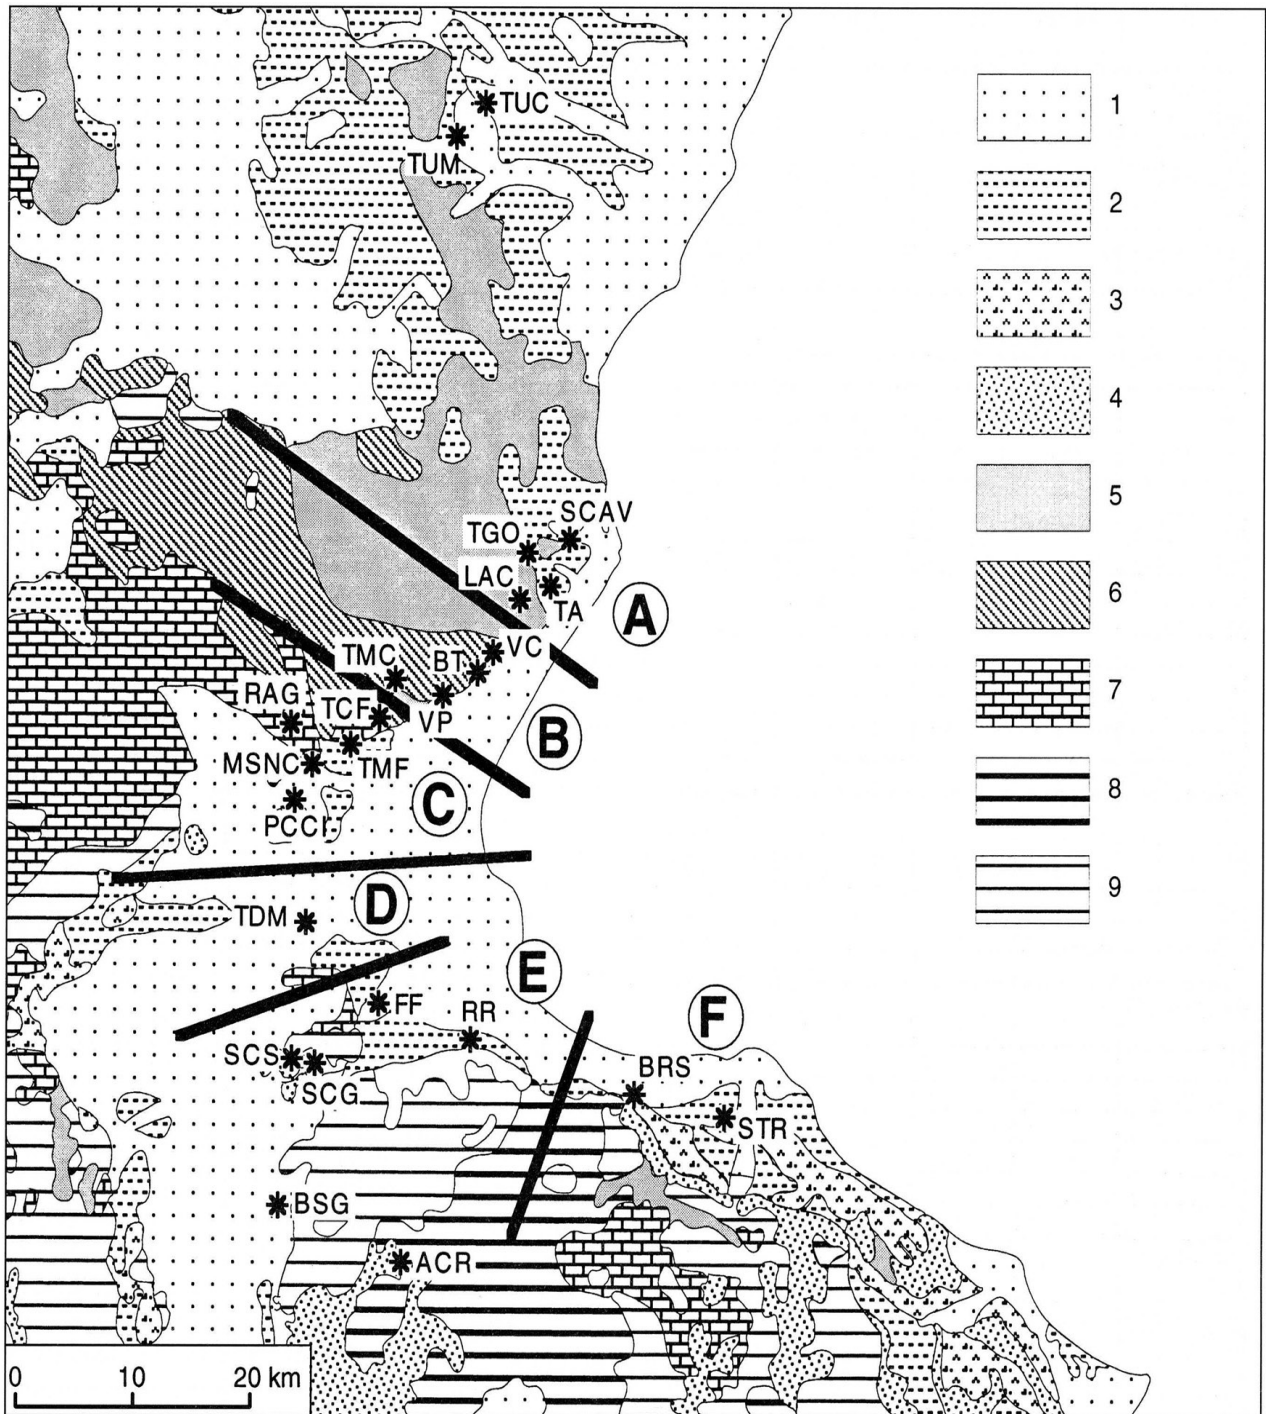 1
TUC
TUM
2
3
4
5
SCAV
TGO
LAC
TA
6
A
VC
TMC
BT
RAG
TCF
VP
7
B
MSNC
TMF
8
C
PCCI
9
D
TDM
E
FF
RR
F
SCS
SCG
BRS
STR
BSG
ACR
0 10 20 km